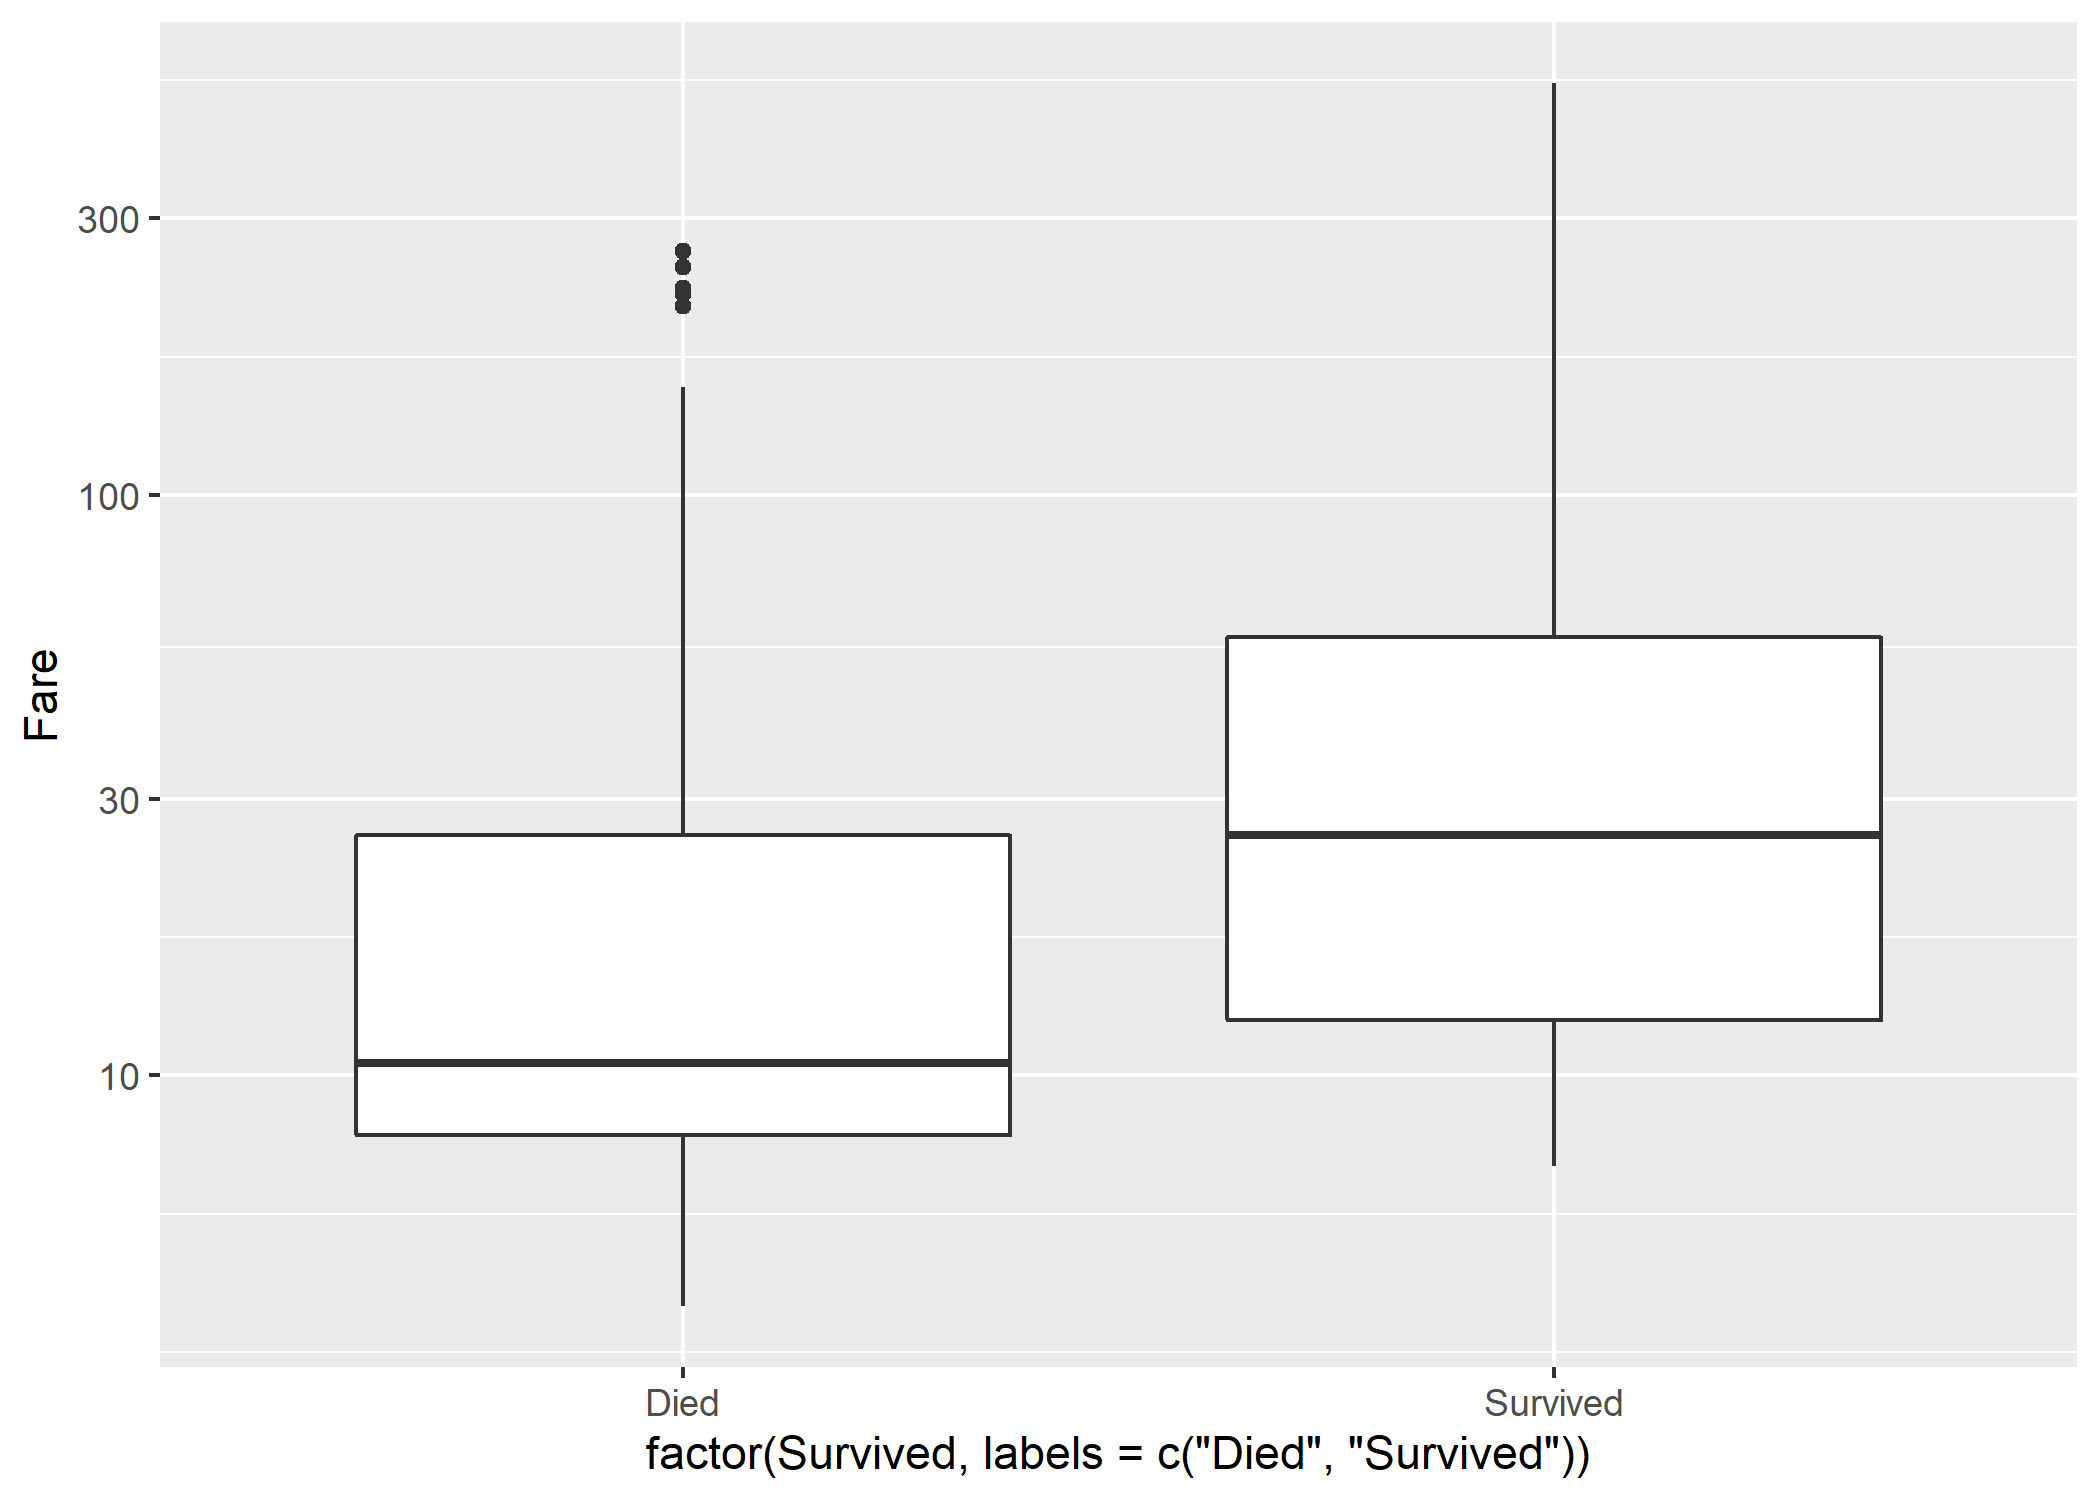 Fare
300
100
30
10
Died
Survived
factor(Survived, labels = c("Died", "Survived"))